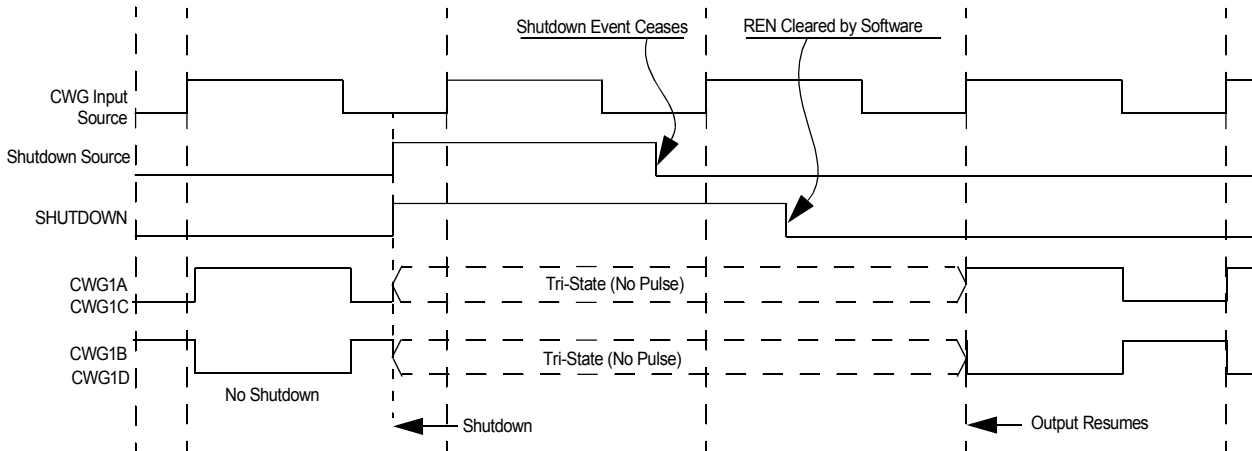 Shutdown Event Ceases
REN Cleared by Software
CWG Input
Source
Shutdown Source
SHUTDOWN
CWG1A
CWG1C
Tri-State (No Pulse)
CWG1B
CWG1D
Tri-State (No Pulse)
No Shutdown
Shutdown
Output Resumes